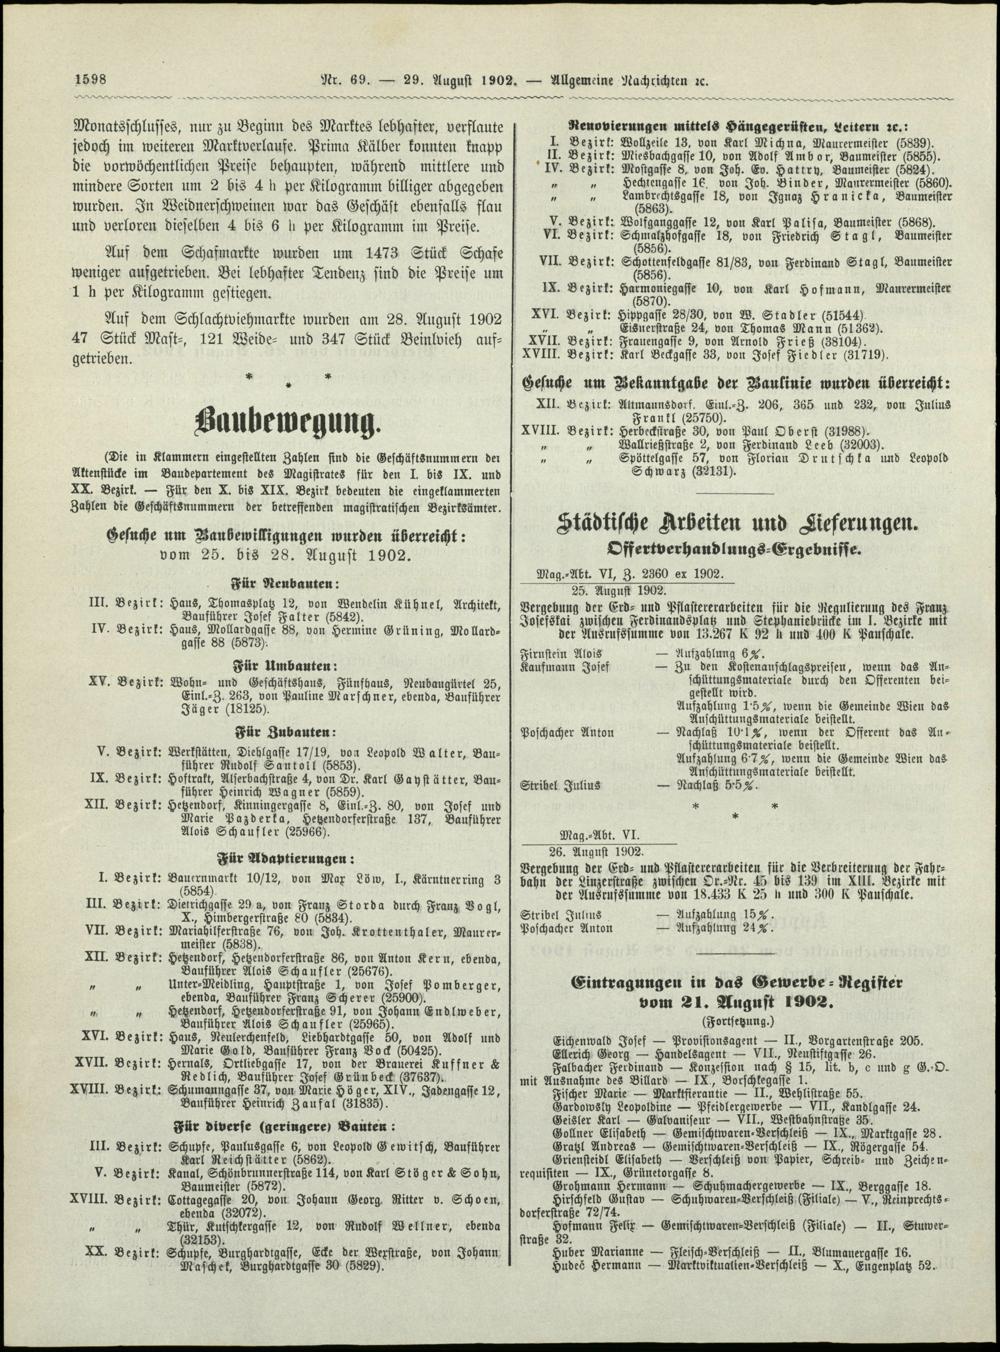 1598
Nr. 69. — 29. August 1902. — Allgemeine Nachrichten ꝛc.
Monatsschlusses, nur zu Beginn des Marktes lebhafter, verflaute
jedoch im weiteren Marktverlaufe. Prima Kälber konnten knapp
die vorwöchentlichen Preise behaupten, während mittlere und
mindere Sorten um 2 bis 4 h per Kilogramm billiger abgegeben
wurden. In Weidnerschweinen war das Geschäft ebenfalls flau
und verloren dieselben 4 bis 6 h per Kilogramm im Preise.
Auf dem Schafmarkte wurden um 1473 Stück Schafe
weniger aufgetrieben. Bei lebhafter Tendenz sind die Preise um
1 h per Kilogramm gestiegen.
Auf dem Schlachtviehmarkte wurden am 28. August 1902
47 Stück Mast-, 121 Weide- und 347 Stück Beinlvieh auf-
getrieben.
* * *
Baubewegung.
(Die in Klammern eingestellten Zahlen sind die Geschäftsnummern der
Aktenstücke im Baudepartement des Magistrates für den I. bis IX. und
XX. Bezirk. — Für den X. bis XIX. Bezirk bedeuten die eingeklammerten
Zahlen die Geschäftsnummern der betreffenden magistratischen Bezirksämter.
Gesuche um Baubewilligungen wurden überreicht:
vom 25. bis 28. August 1902.
Für Neubauten:
III. Bezirk: Haus, Thomasplatz 12, von Wendelin Kühnel, Architekt,
Bauführer Josef Falter (5842).
IV. Bezirk: Haus, Mollardgasse 88, von Hermine Grüning, Mollard-
gasse 88 (5873).
Für Umbauten:
XV. Bezirk: Wohn- und Geschäftshaus, Fünfhaus, Neubaugürtel 25,
Einl.-Z. 263, von Pauline Marschner, ebenda, Bauführer
Jäger (18125).
Für Zubauten:
V. Bezirk: Werkstätten, Diehlgasse 17/19, von Leopold Walter, Bau-
führer Rudolf Santoll (5853).
IX. Bezirk: Hoftrakt, Alserbachstraße 4, von Dr. Karl Gaystätter, Bau-
führer Heinrich Wagner (5859).
XII. Bezirk: Hetzendorf, Kinningergasse 8, Einl.-Z. 80, von Josef und
Marie Pazderka, Hetzendorferstraße 137, Bauführer
Alois Schaufler (25966).
Für Adaptierungen:
I. Bezirk: Bauernmarkt 10/12, von Max Löw, I., Kärntnerring 3
(5854).
III. Bezirk: Dietrichgasse 29 a, von Franz Storda durch Franz Vogl,
X., Himbergerstraße 80 (5834).
VII. Bezirk: Mariahilferstraße 76, von Joh. Krottenthaler, Maurer-
meister (5838).
XII. Bezirk: Hetzendorf, Hetzendorferstraße 86, von Anton Kern, ebenda,
Bauführer Alois Schaufler (25676).
„ „ Unter-Meidling, Hauptstraße 1, von Josef Pomberger,
ebenda, Bauführer Franz Scherer (25900).
„ „ Hetzendorf, Hetzendorferstraße 91, von Johann Endlweber,
Bauführer Alois Schaufler (25965).
XVI. Bezirk: Haus, Neulerchenfeld, Liebhardtgasse 50, von Adolf und
Marie Gold, Bauführer Franz Bock (50425).
XVII. Bezirk: Hernals, Ortliebgasse 17, von der Brauerei Kuffner &
Redlich, Bauführer Josef Grünbeck (37637).
XVIII. Bezirk: Schumanngasse 37, von Marie Höger, XIV., Jadengasse 12,
Bauführer Heinrich Zaufal (31835).
Für diverse (geringere) Bauten:
III. Bezirk: Schupfe, Paulusgasse 6, von Leopold Gewitsch, Bauführer
Karl Reichstätter (5862).
V. Bezirk: Kanal, Schönbrunnerstraße 114, von Karl Stöger & Sohn,
Baumeister (5872).
XVIII. Bezirk: Cottagegasse 20, von Johann Georg. Ritter v. Schoen,
ebenda (32072).
„ „ Thür, Kutschkergasse 12, von Rudolf Wellner, ebenda
(32153).
XX. Bezirk: Schupfe, Burghardtgasse, Ecke der Wexstraße, von Johann
Maschek, Burghardtgasse 30 (5829).
Renovierungen mittels Hängegerüsten, Leitern ꝛc.:
I. Bezirk: Wollzeile 13, von Karl Michna, Maurermeister (5839).
II. Bezirk: Miesbachgasse 10, von Adolf Ambor, Baumeister (5855).
IV. Bezirk: Mostgasse 8, von Joh. Ev. Hattey, Baumeister (5824).
„ „ Hechtengasse 16, von Joh. Binder, Maurermeister (5860).
„ „ Lambrechtsgasse 18, von Ignaz Hranicka, Baumeister
(5863).
V. Bezirk: Wolfganggasse 12, von Karl Palisa, Baumeister (5868).
VI. Bezirk: Schmalzhofgasse 18, von Friedrich Stagl, Baumeister
(5856).
VII. Bezirk: Schottenfeldgasse 81/83, von Ferdinand Stagl, Baumeister
(5856).
IX. Bezirk: Harmoniegasse 10, von Karl Hofmann, Maurermeister
(5870).
XVI. Bezirk: Hippgasse 28/30, von W. Stadler (51544).
„ „ Eisnerstraße 24, von Thomas Mann (51362).
XVII. Bezirk: Frauengasse 9, von Arnold Frieß (38104).
XVIII. Bezirk: Karl Beckgasse 33, von Josef Fiedler (31719).
Gesuche um Bekanntgabe der Baulinie wurden überreicht:
XII. Bezirk: Altmannsdorf, Einl.-Z. 206, 365 und 232, von Julius
Frankl (25750).
XVIII. Bezirk: Herbeckstraße 30, von Paul Oberst (31988).
„ „ Wallrießstraße 2, von Ferdinand Leeb (32003).
„ „ Spöttelgasse 57, von Florian Drutschka und Leopold
Schwarz (32131).
Städtische Arbeiten und Lieferungen.
Offertverhandlungs-Ergebnisse.
Mag.-Abt. VI, Z. 2360 ex 1902.
25. August 1902.
Vergebung der Erd- und Pflastererarbeiten für die Regulierung des Franz
Josefskai zwischen Ferdinandsplatz und Stephaniebrücke im I. Bezirke mit
der Ausrufssumme von 13.267 K 92 h und 400 K Pauschale.
Firnstein Alois — Aufzahlung 6%.
Kaufmann Josef — Zu den Kostenanschlagspreisen, wenn das An-
schüttungsmateriale durch den Offerenten bei-
gestellt wird.
Aufzahlung 1·5%, wenn die Gemeinde Wien das
Anschüttungsmateriale beistellt.
Poschacher Anton — Nachlaß 10·1%, wenn der Offerent das An-
schüttungsmateriale beistellt.
Aufzahlung 6·7%, wenn die Gemeinde Wien das
Anschüttungsmateriale beistellt.
Stribel Julius — Nachlaß 5·5%.
* * *
Mag.-Abt. VI.
26. August 1902.
Vergebung der Erd- und Pflastererarbeiten für die Verbreiterung der Fahr-
bahn der Linzerstraße zwischen Or.-Nr. 45 bis 139 im XIII. Bezirke mit
der Ausrufssumme von 18.433 K 25 h und 300 K Pauschale.
Stribel Julius — Aufzahlung 15%.
Poschacher Anton — Aufzahlung 24%.
Eintragungen in das Gewerbe-Register
vom 21. August 1902.
(Fortsetzung.)
Eichenwald Josef — Provisionsagent — II., Vorgartenstraße 205.
Ellerich Georg — Handelsagent — VII., Neustiftgasse 26.
Falbacher Ferdinand — Konzession nach § 15, lit. b, c und g G.-O.
mit Ausnahme des Billard — IX., Borschkegasse 1.
Fischer Marie — Marktfierantie — II., Wehlistraße 55.
Gardowsky Leopoldine — Pfeidlergewerbe — VII., Kandlgasse 24.
Geisler Karl — Galvaniseur — VII., Westbahnstraße 35.
Gollner Elisabeth — Gemischtwaren-Verschleiß — IX., Marktgasse 28.
Gratzl Andreas — Gemischtwaren-Verschleiß — IX., Rögergasse 54.
Griensteidl Elisabeth — Verschleiß von Papier, Schreib- und Zeichen-
requisiten — IX., Grünetorgasse 8.
Grohmann Hermann — Schuhmachergewerbe — IX., Berggasse 18.
Hirschfeld Gustav — Schuhwaren-Verschleiß (Filiale) — V., Reinprechts-
dorferstraße 72/74.
Hofmann Felix — Gemischtwaren-Verschleiß (Filiale) — II., Stuwer-
straße 32.
Huber Marianne — Fleisch-Verschleiß — II., Blumauergasse 16.
Hudeč Hermann — Marktviktualien-Verschleiß — X., Eugenplatz 52.